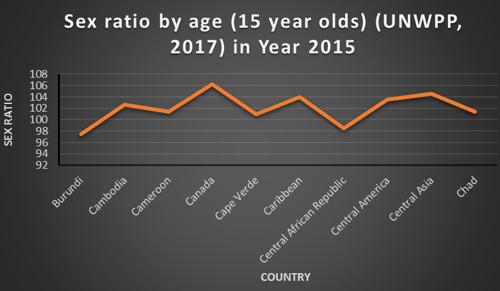 Sex ratio by age (15 year olds) (UNWPP,
2017) in Year 2015
SEX RATIO
108
106
104
102
100
98
96
94
92
Burundi
Cambodia
Cameroon
Canada
Cape Verde
Caribbean
Central African Republic
Central America
Central Asia
Chad
COUNTRY